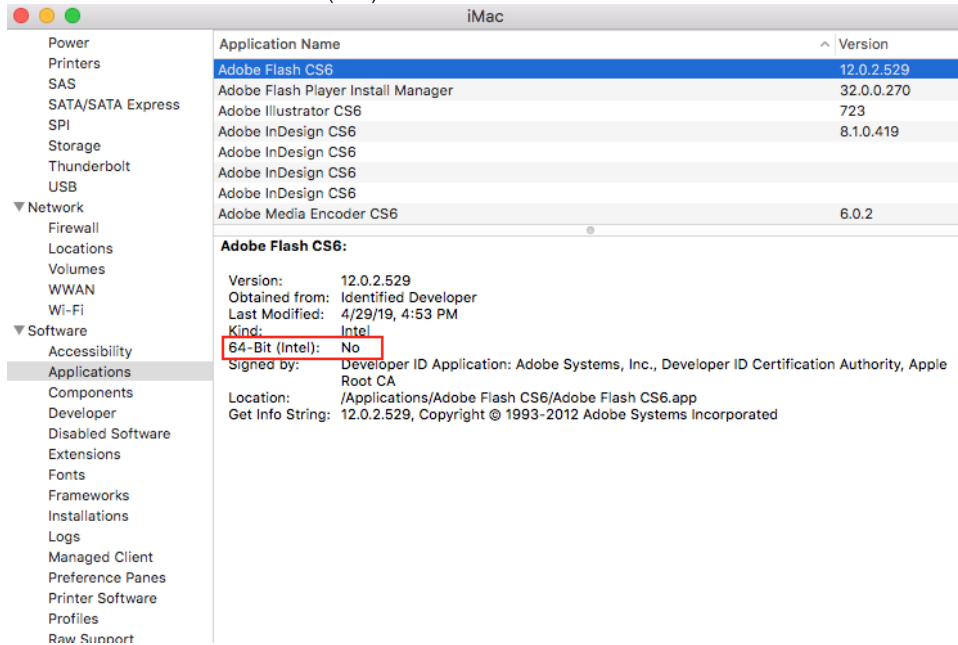 iMac
Power
Printers
SAS
SATA/SATA Express
SPI
Storage
Thunderbolt
USB
Network
Firewall
Locations
Volumes
WWAN
Wi-Fi
Software
Accessibility
Applications
Components
Developer
Disabled Software
Extensions
Fonts
Frameworks
Installations
Logs
Managed Client
Preference Panes
Printer Software
Profiles
Raw Support
Application Name Version
Adobe Flash CS6 12.0.2.529
Adobe Flash Player Install Manager 32.0.0.270
Adobe Illustrator CS6 723
Adobe InDesign CS6 8.1.0.419
Adobe InDesign CS6
Adobe InDesign CS6
Adobe InDesign CS6
Adobe Media Encoder CS6 6.0.2
Adobe Flash CS6:
Version: 12.0.2.529
Obtained from: Identified Developer
Last Modified: 4/29/19, 4:53 PM
Kind: Intel
64-Bit (Intel): No
Signed by: Developer ID Application: Adobe Systems, Inc., Developer ID Certification Authority, Apple
Root CA
Location: /Applications/Adobe Flash CS6/Adobe Flash CS6.app
Get Info String: 12.0.2.529, Copyright © 1993-2012 Adobe Systems Incorporated